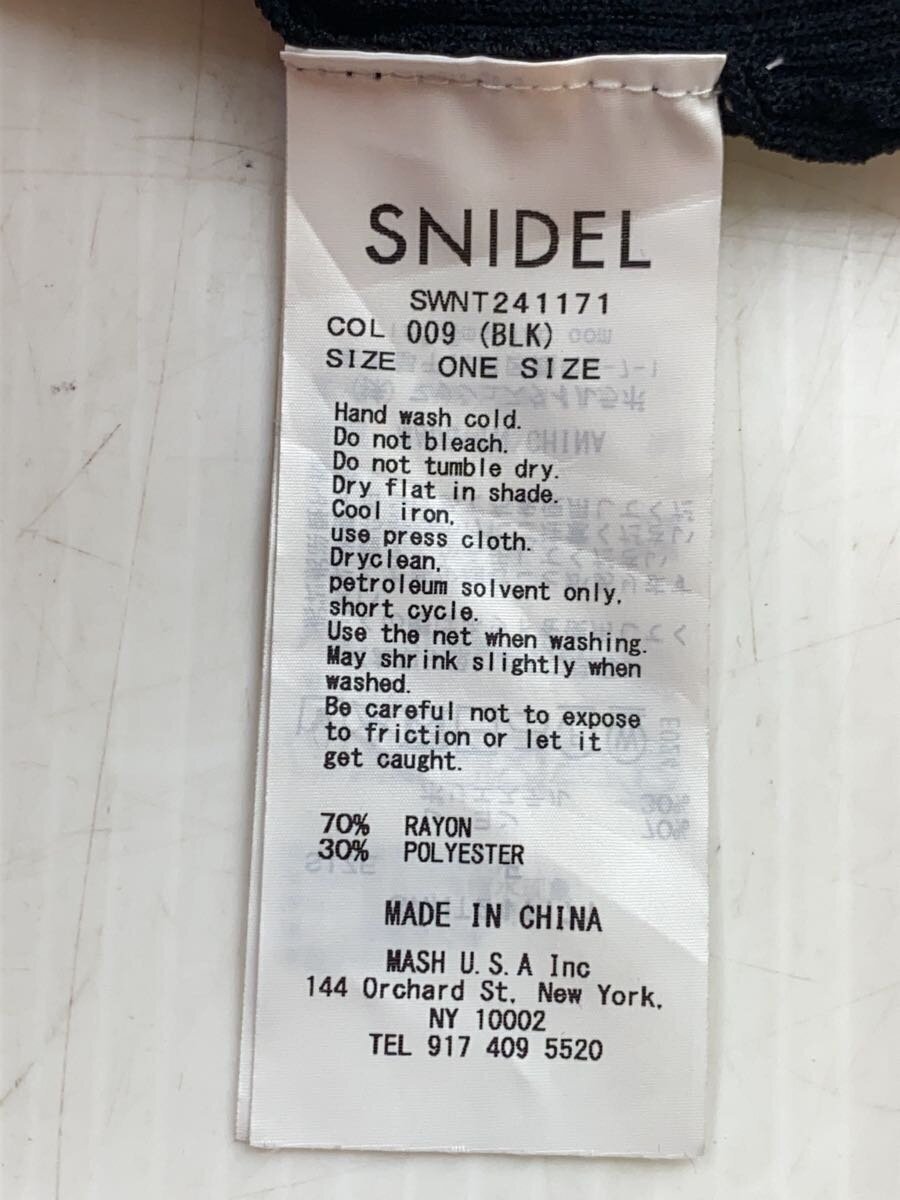 SNIDEL
SWNT241171
COL 009 (BLK)
SIZE ONE SIZE
Hand wash cold.
Do not bleach.
Do not tumble dry.
Dry flat in shade.
Cool iron,
use press cloth.
Dryclean,
petroleum solvent only,
short cycle.
Use the net when washing.
May shrink slightly when
washed.
Be careful not to expose
to friction or let it
get caught.
70% RAYON
30% POLYESTER
MADE IN CHINA
MASH U.S.A Inc
144 Orchard St, New York,
NY 10002
TEL 917 409 5520